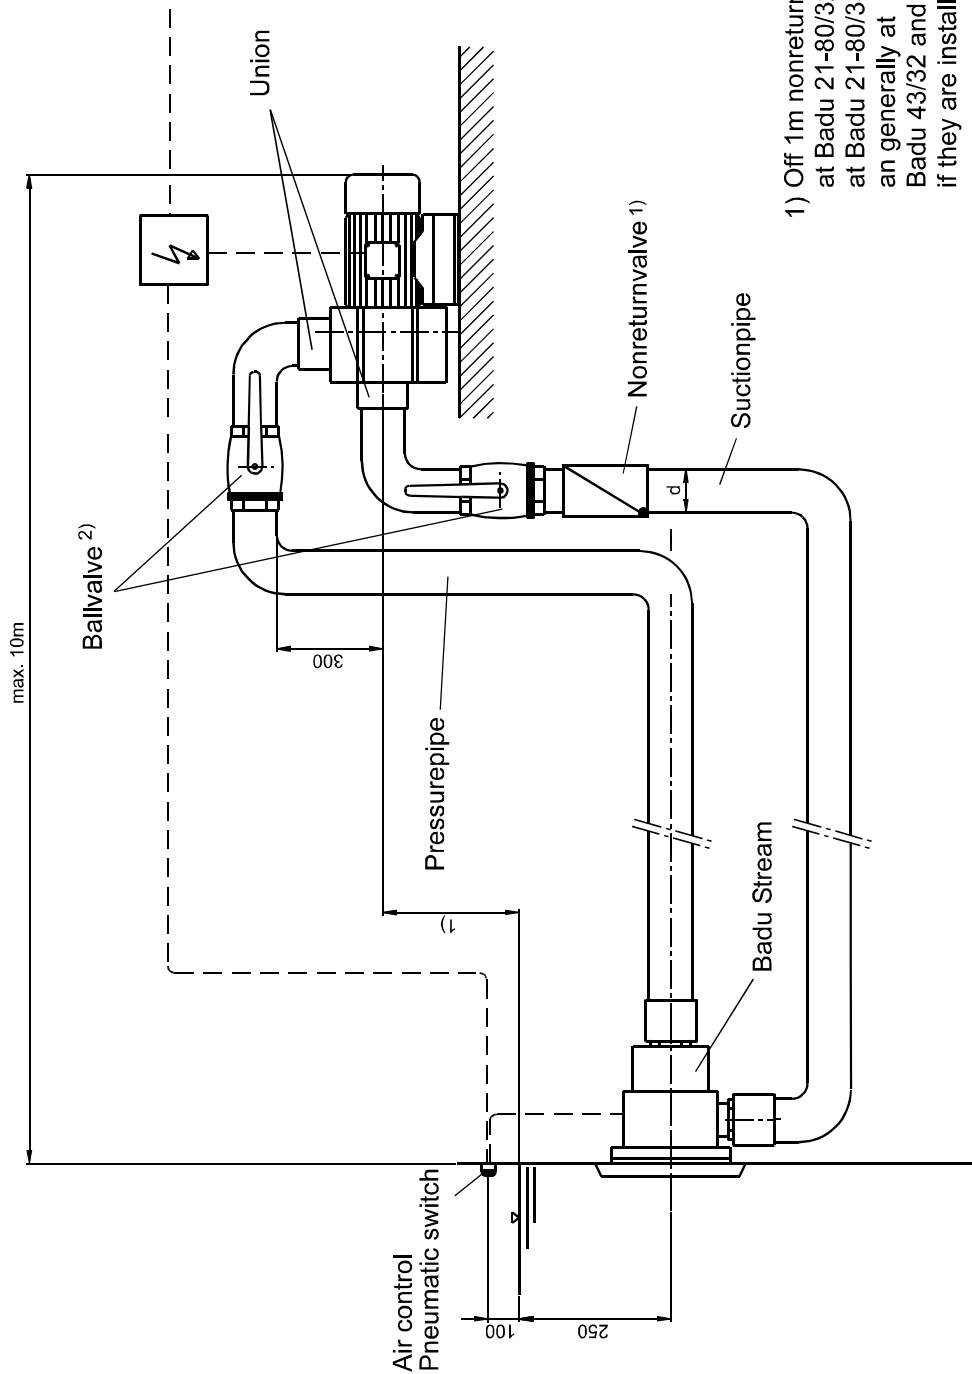 max. 10m
Union
Ballvalve 2)
300
Nonreturnvalve 1)
Suctionpipe
d
Pressurepipe
1)
Badu Stream
Air control
Pneumatic switch
100
250
1) Off 1m nonreturn
at Badu 21-80/3
at Badu 21-80/3
an generally at
Badu 43/32 and
if they are install